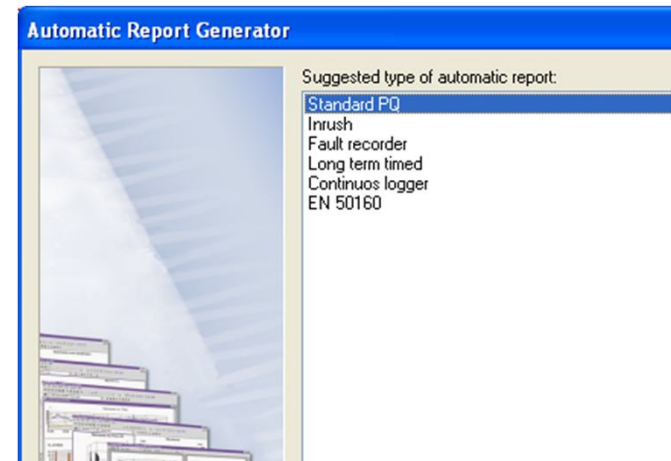 Automatic Report Generator
Suggested type of automatic report:
Standard PQ
Inrush
Fault recorder
Long term timed
Continuos logger
EN 50160